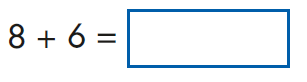 8 + 6 =